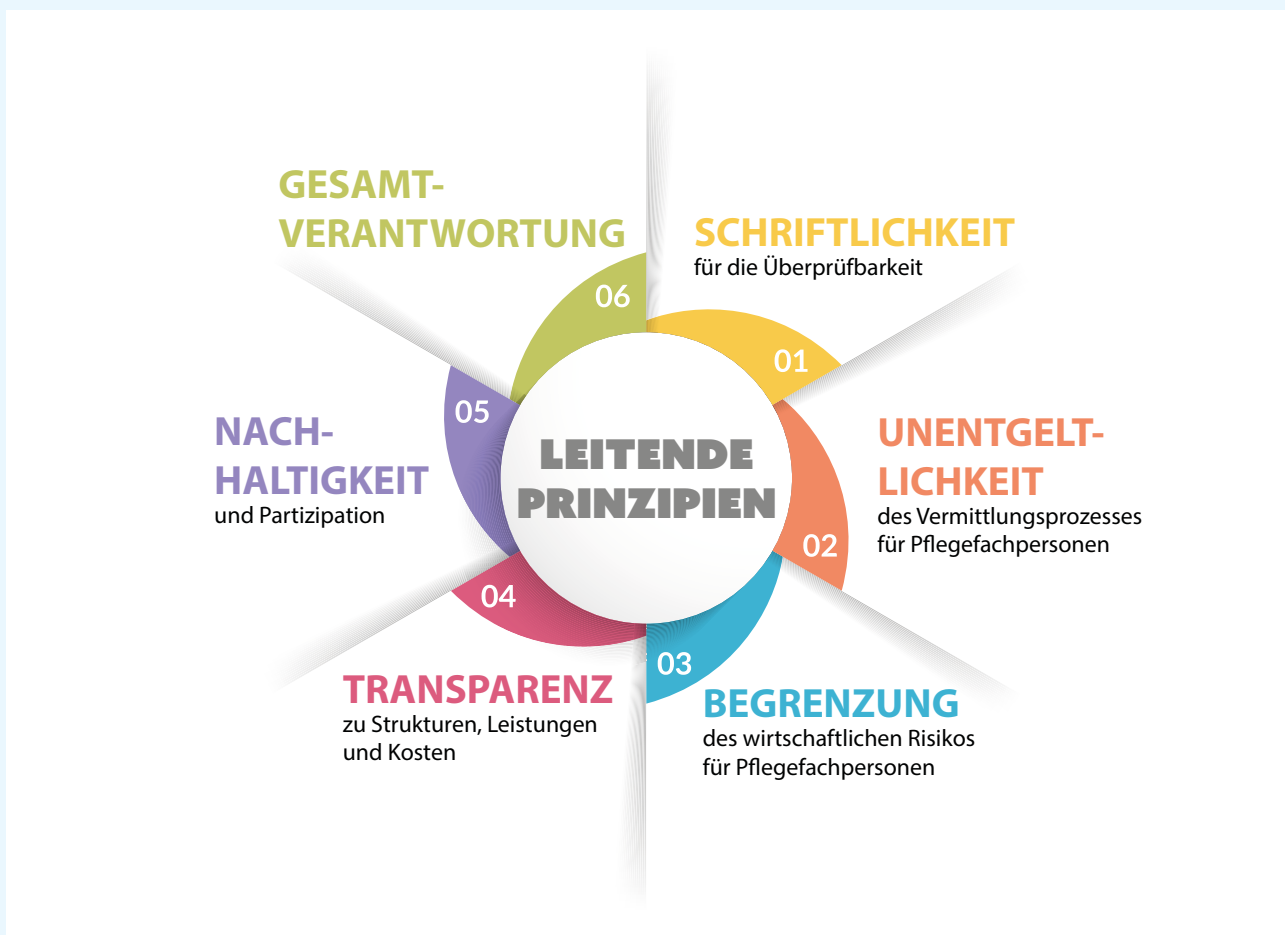 LEITENDE
PRINZIPIEN
01
SCHRIFTLICHKEIT
für die Überprüfbarkeit
02
UNENTGELT-
LICHKEIT
des Vermittlungsprozesses
für Pflegefachpersonen
03
BEGRENZUNG
des wirtschaftlichen Risikos
für Pflegefachpersonen
04
TRANSPARENZ
zu Strukturen, Leistungen
und Kosten
05
NACH-
HALTIGKEIT
und Partizipation
06
GESAMT-
VERANTWORTUNG